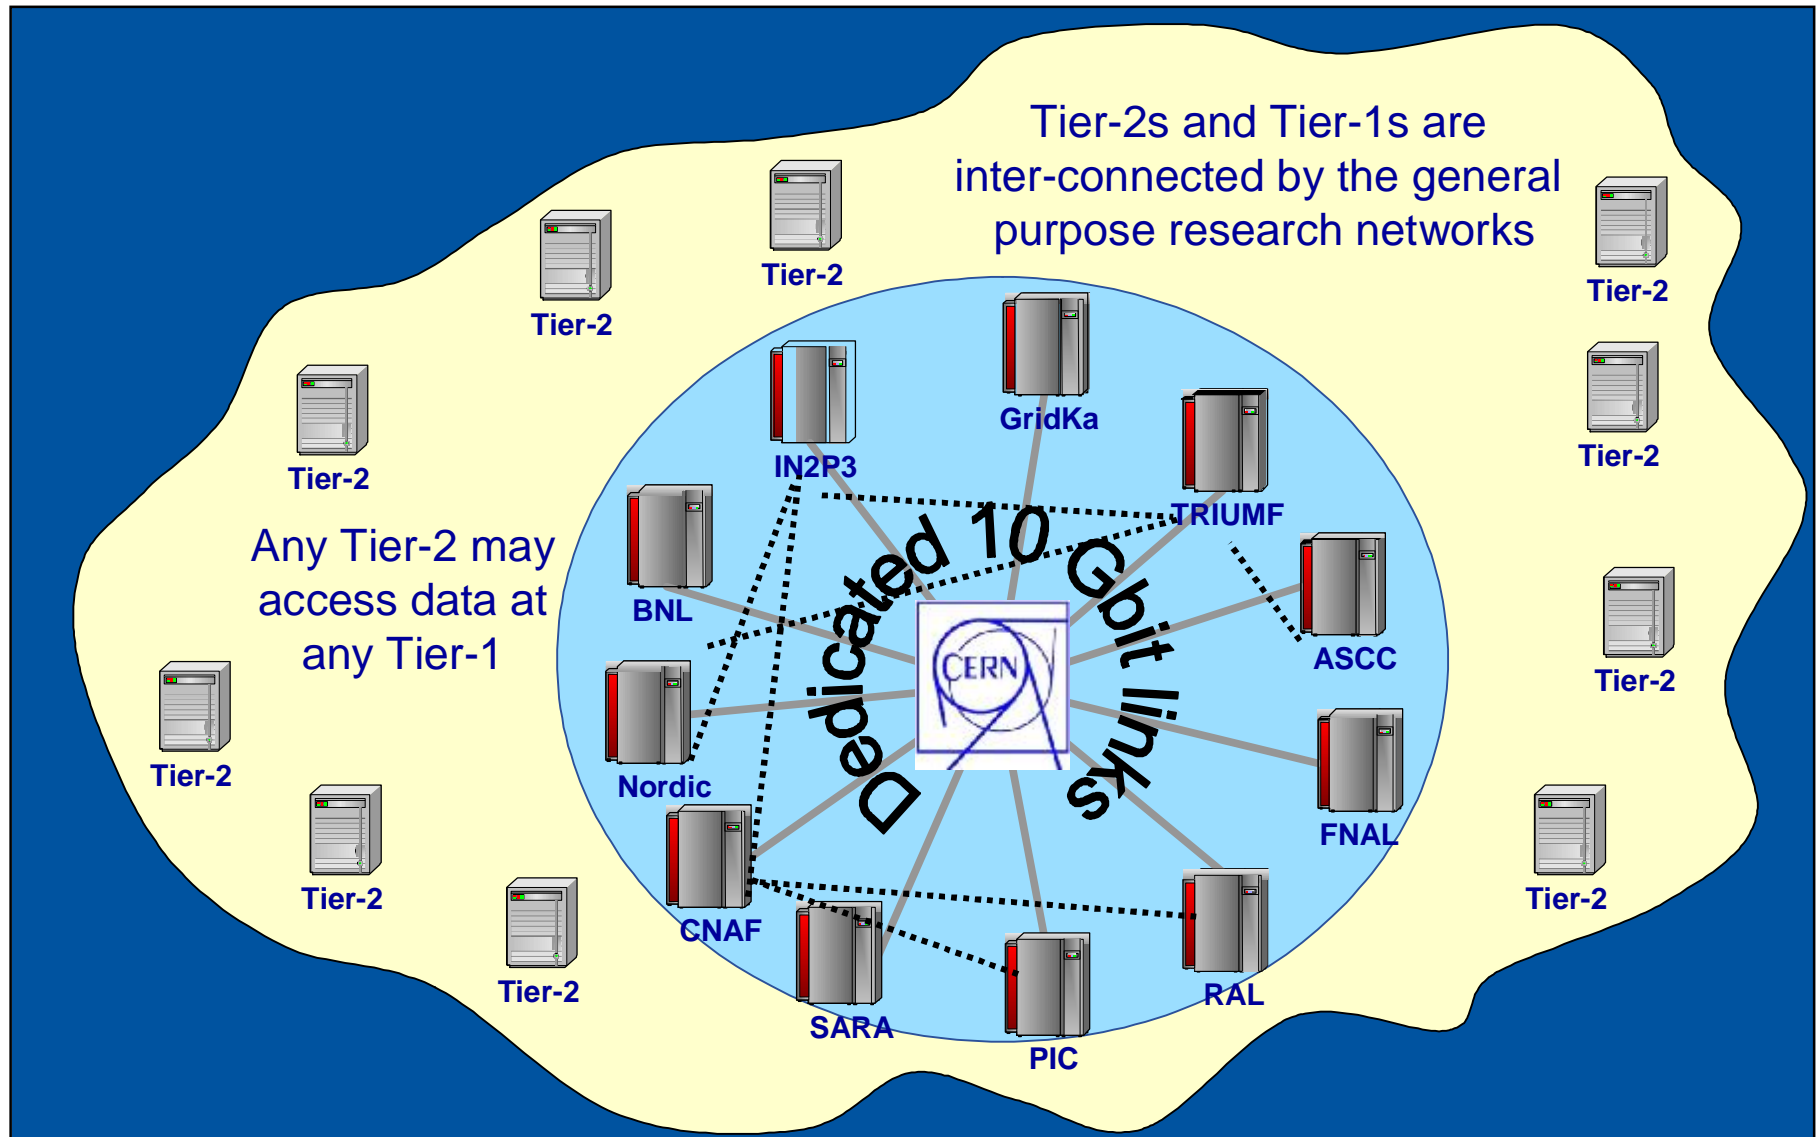 Tier-2s and Tier-1s are
inter-connected by the general
purpose research networks
Tier-2
Tier-2
Tier-2
Tier-2
Tier-2
Tier-2
Tier-2
Tier-2
Tier-2
Tier-2
Tier-2
Any Tier-2 may
access data at
any Tier-1
GridKa
IN2P3
TRIUMF
BNL
ASCC
Nordic
FNAL
CNAF
RAL
SARA
PIC
Dedicated 10 Gbit links
CERN